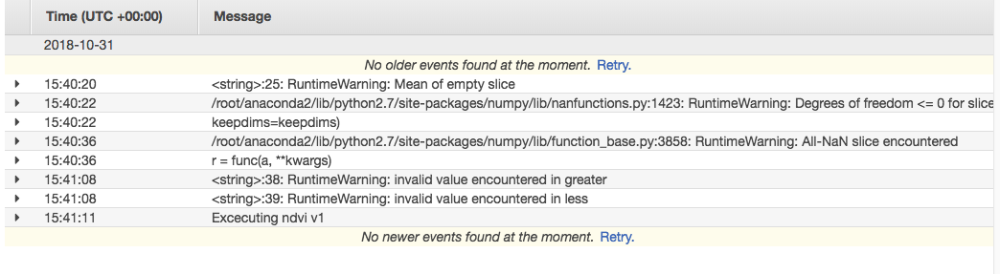 Time (UTC +00:00) Message
2018-10-31
No older events found at the moment. Retry.
15:40:20 <string>:25: RuntimeWarning: Mean of empty slice
15:40:22 /root/anaconda2/lib/python2.7/site-packages/numpy/lib/nanfunctions.py:1423: RuntimeWarning: Degrees of freedom <= 0 for slice
15:40:22 keepdims=keepdims)
15:40:36 /root/anaconda2/lib/python2.7/site-packages/numpy/lib/function_base.py:3858: RuntimeWarning: All-NaN slice encountered
15:40:36 r = func(a, **kwargs)
15:41:08 <string>:38: RuntimeWarning: invalid value encountered in greater
15:41:08 <string>:39: RuntimeWarning: invalid value encountered in less
15:41:11 Excecuting ndvi v1
No newer events found at the moment. Retry.